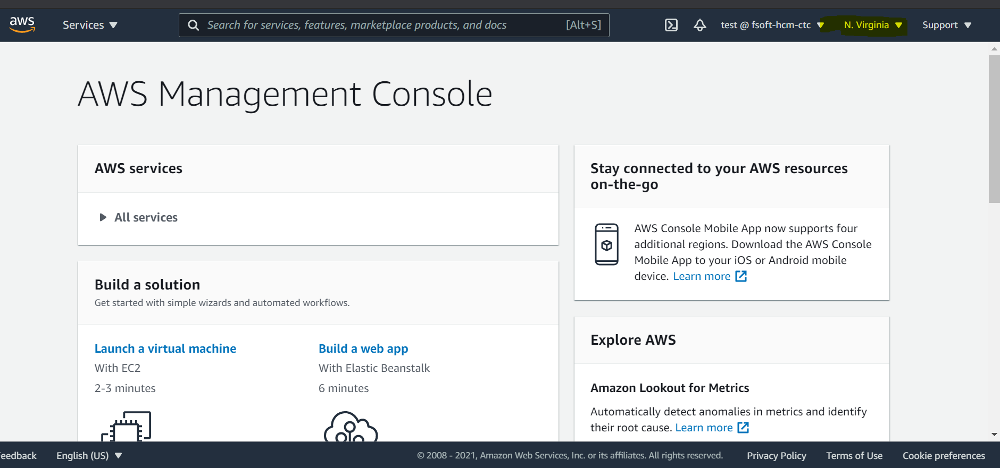 aws
Services
Search for services, features, marketplace products, and docs
[Alt+S]
test @ fsoft-hcm-ctc
N. Virginia
Support
AWS Management Console
AWS services
All services
Build a solution
Get started with simple wizards and automated workflows.
Launch a virtual machine
With EC2
2-3 minutes
Build a web app
With Elastic Beanstalk
6 minutes
Stay connected to your AWS resources
on-the-go
AWS Console Mobile App now supports four
additional regions. Download the AWS Console
Mobile App to your iOS or Android mobile
device. Learn more
Explore AWS
Amazon Lookout for Metrics
Automatically detect anomalies in metrics and identify
their root cause. Learn more
eedback
English (US)
© 2008 - 2021, Amazon Web Services, Inc. or its affiliates. All rights reserved.
Privacy Policy
Terms of Use
Cookie preferences